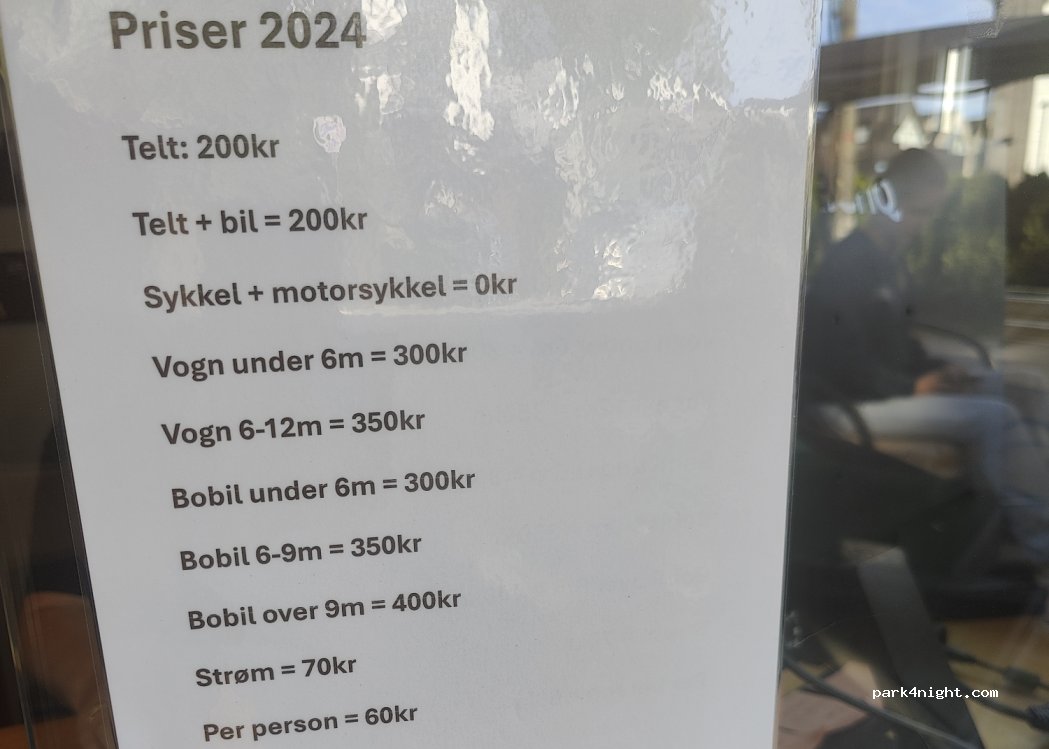 Priser 2024
Telt: 200kr
Telt + bil = 200kr
Sykkel + motorsykkel = 0kr
Vogn under 6m = 300kr
Vogn 6-12m = 350kr
Bobil under 6m = 300kr
Bobil 6-9m = 350kr
Bobil over 9m = 400kr
Strøm = 70kr
Per person = 60kr
park4night.com